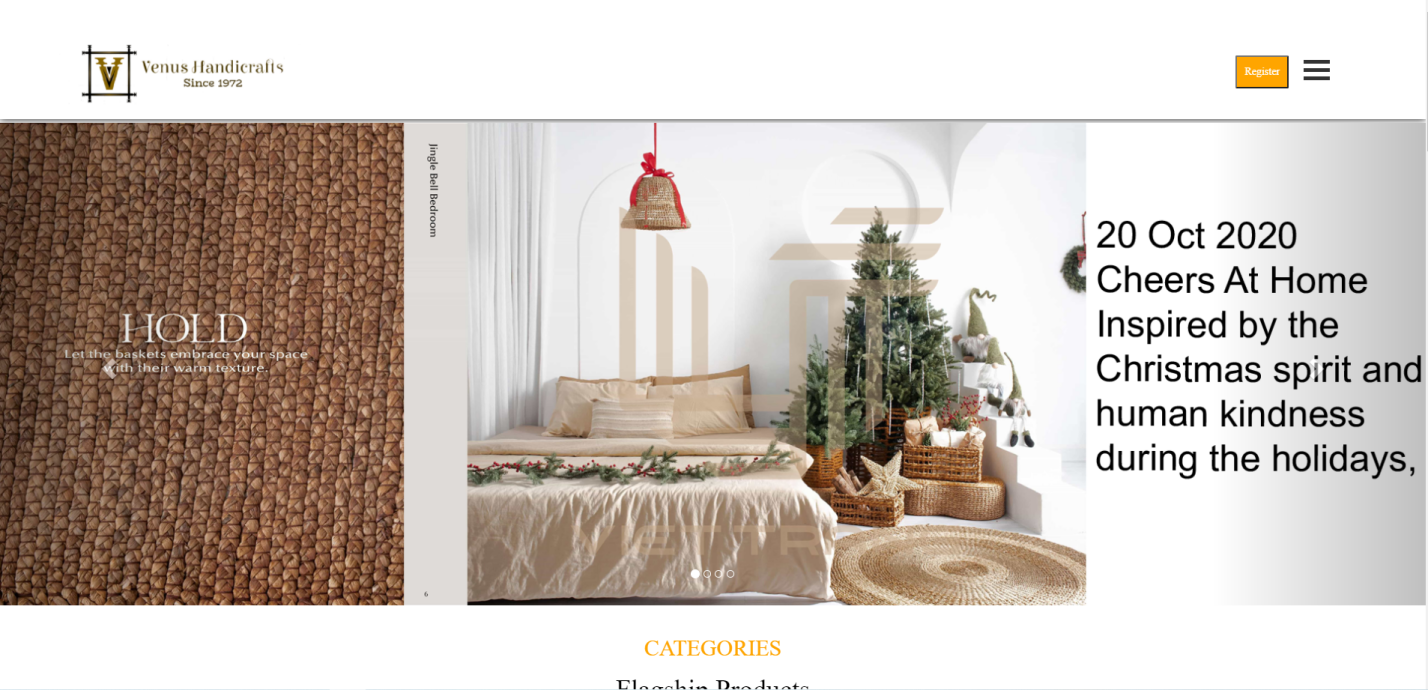 Venus Handicrafts
Since 1972
Register
HOLD
Let the baskets embrace your space
with their warm texture.
Jingle Bell Bedroom
6
VIETTR
20 Oct 2020
Cheers At Home
Inspired by the
Christmas spirit and
human kindness
during the holidays,
CATEGORIES
Flagship Products